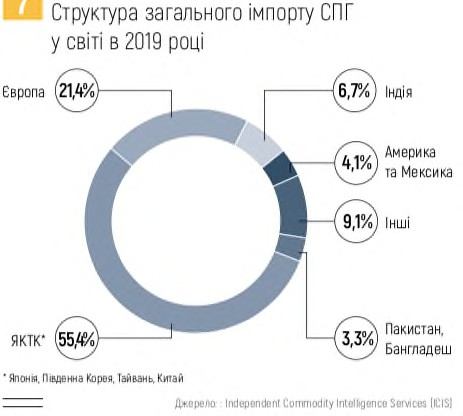 7
Структура загального імпорту СПГ
у світі в 2019 році
Європа 21,4%
6,7% Індія
4,1% Америка
та Мексика
9,1% Інші
ЯКТК* 55,4%
3,3% Пакистан,
Бангладеш
* Японія, Південна Корея, Тайвань, Китай
Джерело: : Independent Commodity Intelligence Services (ICIS)